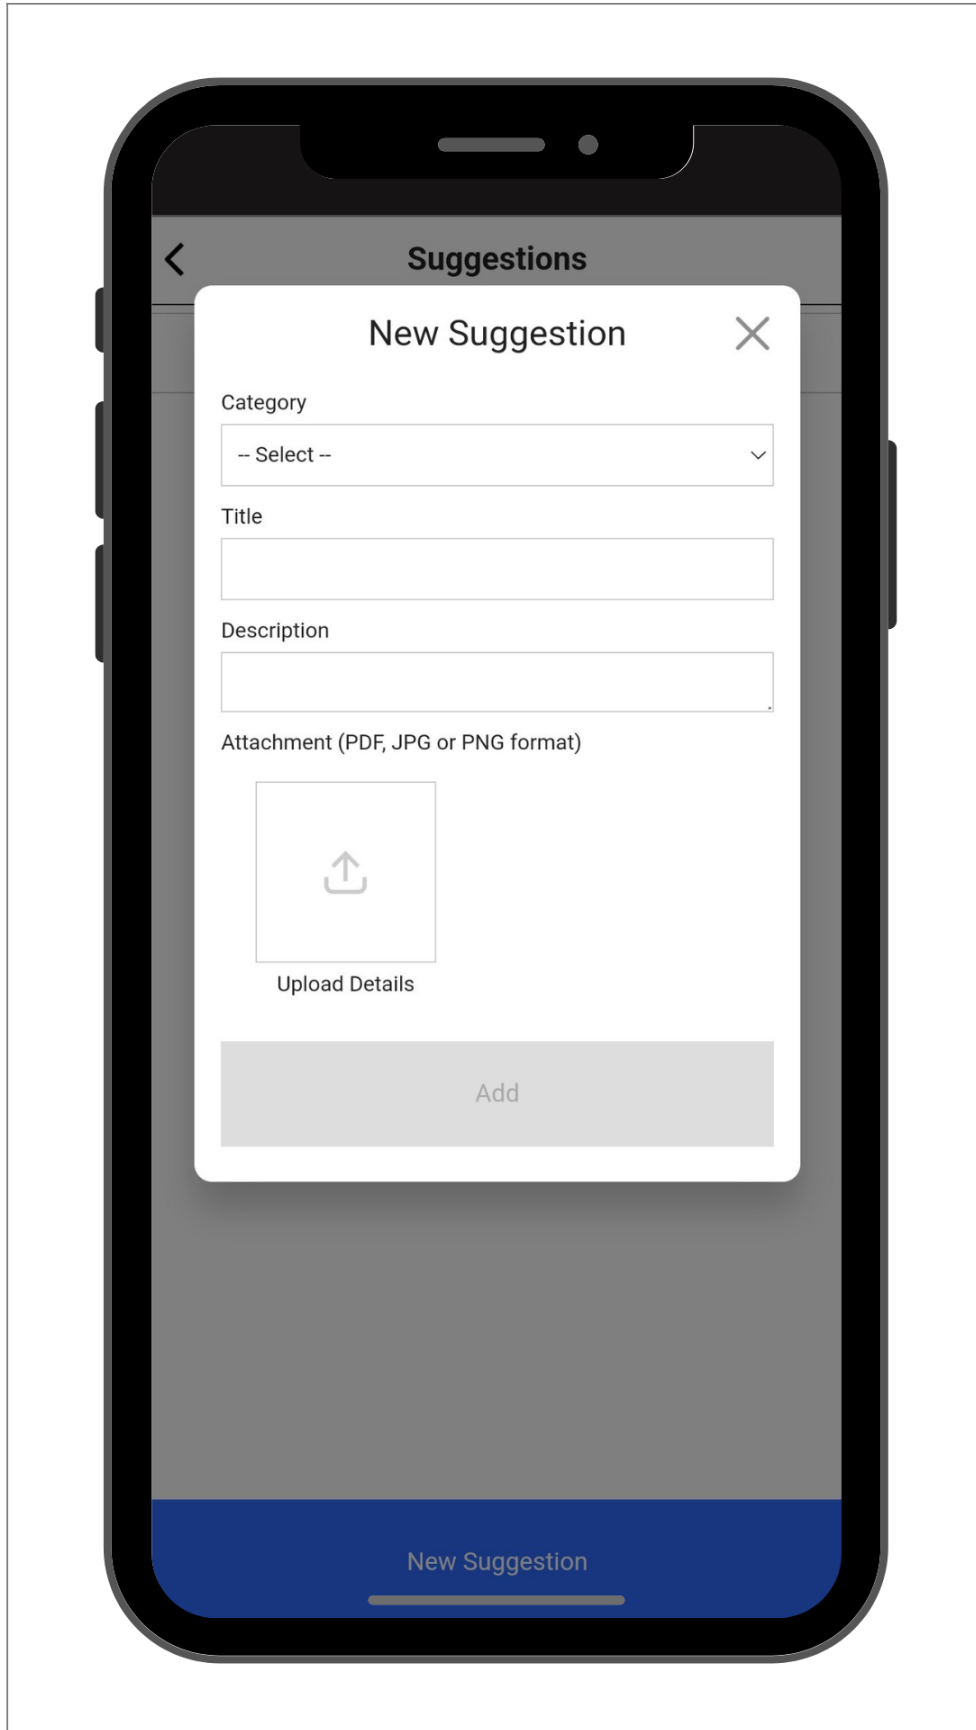 Suggestions
New Suggestion
Category
-- Select --
Title
Description
Attachment (PDF, JPG or PNG format)
Upload Details
Add
New Suggestion